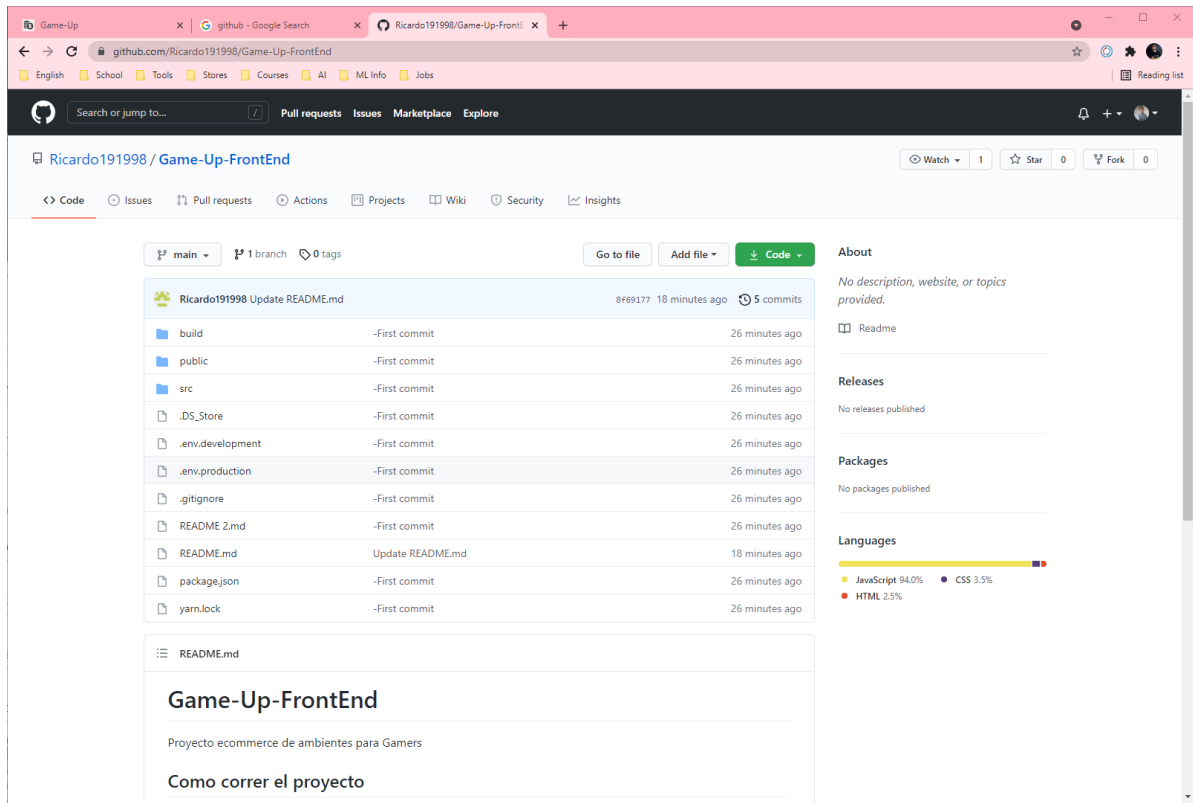 Game-Up
github - Google Search
Ricardo191998/Game-Up-FrontE
github.com/Ricardo191998/Game-Up-FrontEnd
English School Tools Stores Courses AI ML Info Jobs Reading list
Search or jump to... / Pull requests Issues Marketplace Explore
Ricardo191998 / Game-Up-FrontEnd
Watch 1 Star 0 Fork 0
Code Issues Pull requests Actions Projects Wiki Security Insights
main 1 branch 0 tags Go to file Add file Code
Ricardo191998 Update README.md 8f69177 18 minutes ago 5 commits
build -First commit 26 minutes ago
public -First commit 26 minutes ago
src -First commit 26 minutes ago
.DS_Store -First commit 26 minutes ago
.env.development -First commit 26 minutes ago
.env.production -First commit 26 minutes ago
.gitignore -First commit 26 minutes ago
README 2.md -First commit 26 minutes ago
README.md Update README.md 18 minutes ago
package.json -First commit 26 minutes ago
yarn.lock -First commit 26 minutes ago
README.md
Game-Up-FrontEnd
Proyecto ecommerce de ambientes para Gamers
Como correr el proyecto
About
No description, website, or topics
provided.
Readme
Releases
No releases published
Packages
No packages published
Languages
JavaScript 94.0% CSS 3.5%
HTML 2.5%